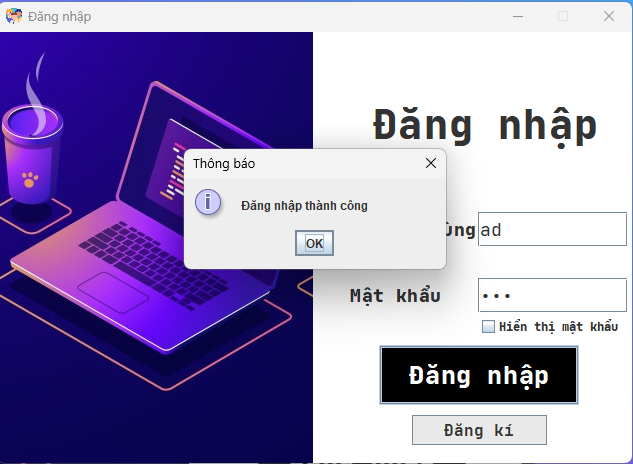 Đăng nhập
Đăng nhập
Thông báo
Đăng nhập thành công
OK
ad
Mật khẩu
•••
Hiển thị mật khẩu
Đăng nhập
Đăng kí